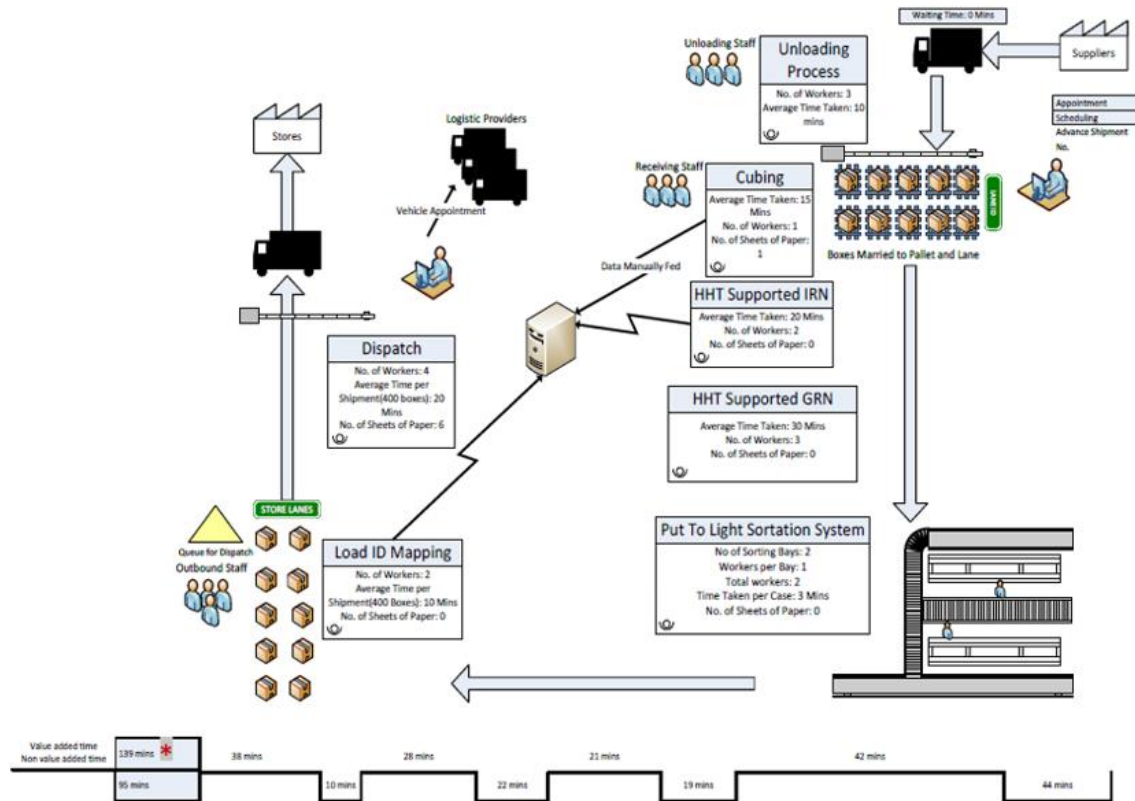 Waiting Time: 0 Mins
Suppliers
Unloading Staff
Unloading
Process
No. of Workers: 3
Average Time Taken: 10
mins
Appointment
Scheduling
Advance Shipment
No.
LANE ID
Boxes Married to Pallet and Lane
Stores
Logistic Providers
Vehicle Appointment
Receiving Staff
Cubing
Average Time Taken: 15
Mins
No. of Workers: 1
No. of Sheets of Paper:
1
Data Manually Fed
HHT Supported IRN
Average Time Taken: 20 Mins
No. of Workers: 2
No. of Sheets of Paper: 0
Dispatch
No. of Workers: 4
Average Time per
Shipment(400 boxes): 20
Mins
No. of Sheets of Paper: 6
HHT Supported GRN
Average Time Taken: 30 Mins
No. of Workers: 3
No. of Sheets of Paper: 0
STORE LANES
Queue for Dispatch
Outbound Staff
Load ID Mapping
No. of Workers: 2
Average Time per
Shipment(400 Boxes): 10 Mins
No. of Sheets of Paper: 0
Put To Light Sortation System
No of Sorting Bays: 2
Workers per Bay: 1
Total workers: 2
Time Taken per Case: 3 Mins
No. of Sheets of Paper: 0
Value added time
Non value added time
139 mins *
38 mins
28 mins
21 mins
42 mins
95 mins
10 mins
22 mins
19 mins
44 mins